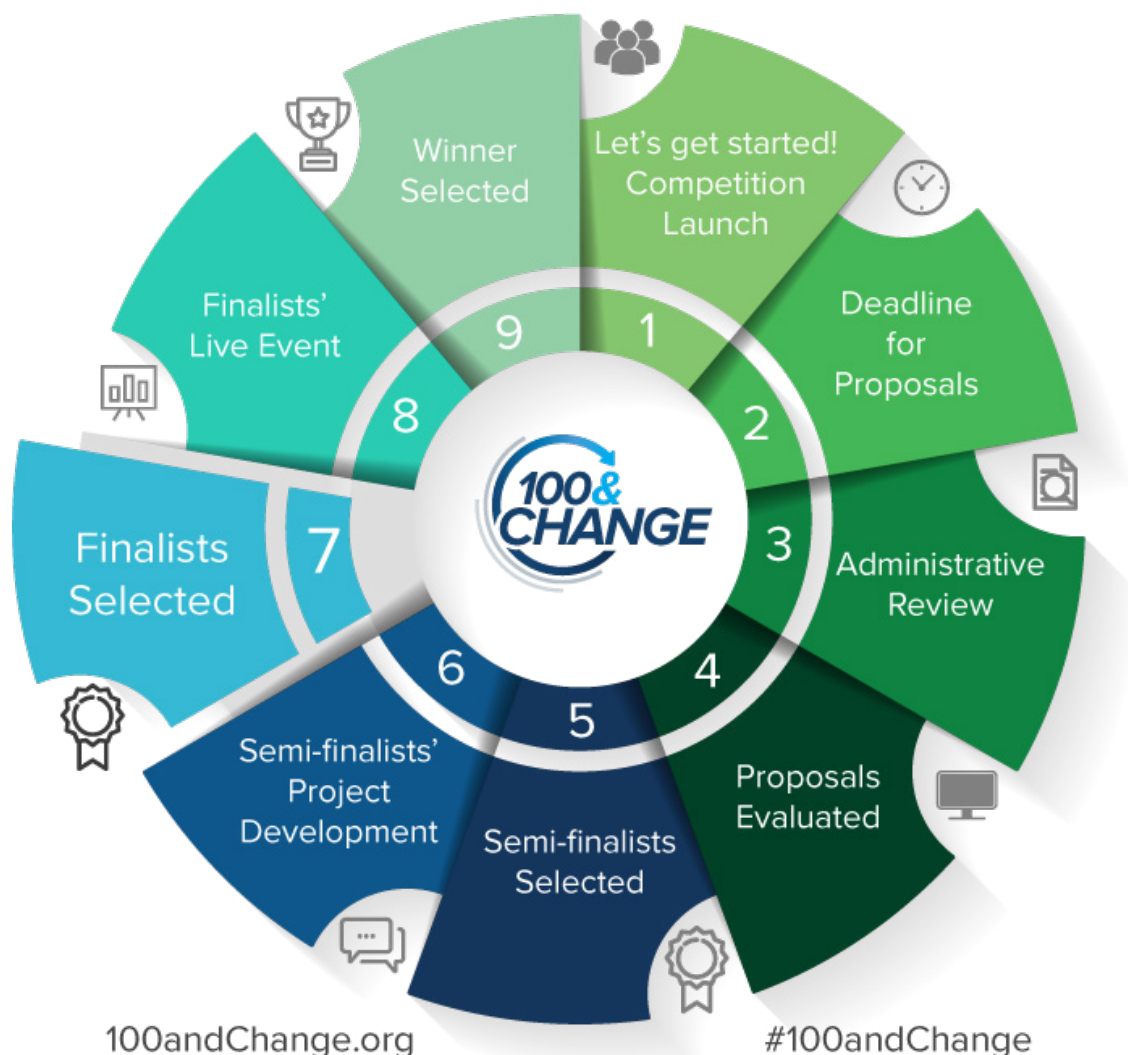 Let's get started!
Competition
Launch
1
Deadline
for
Proposals
2
Administrative
Review
3
Proposals
Evaluated
4
Semi-finalists
Selected
5
Semi-finalists'
Project
Development
6
Finalists
Selected
7
Finalists'
Live Event
8
Winner
Selected
9
100&
CHANGE
100andChange.org
#100andChange